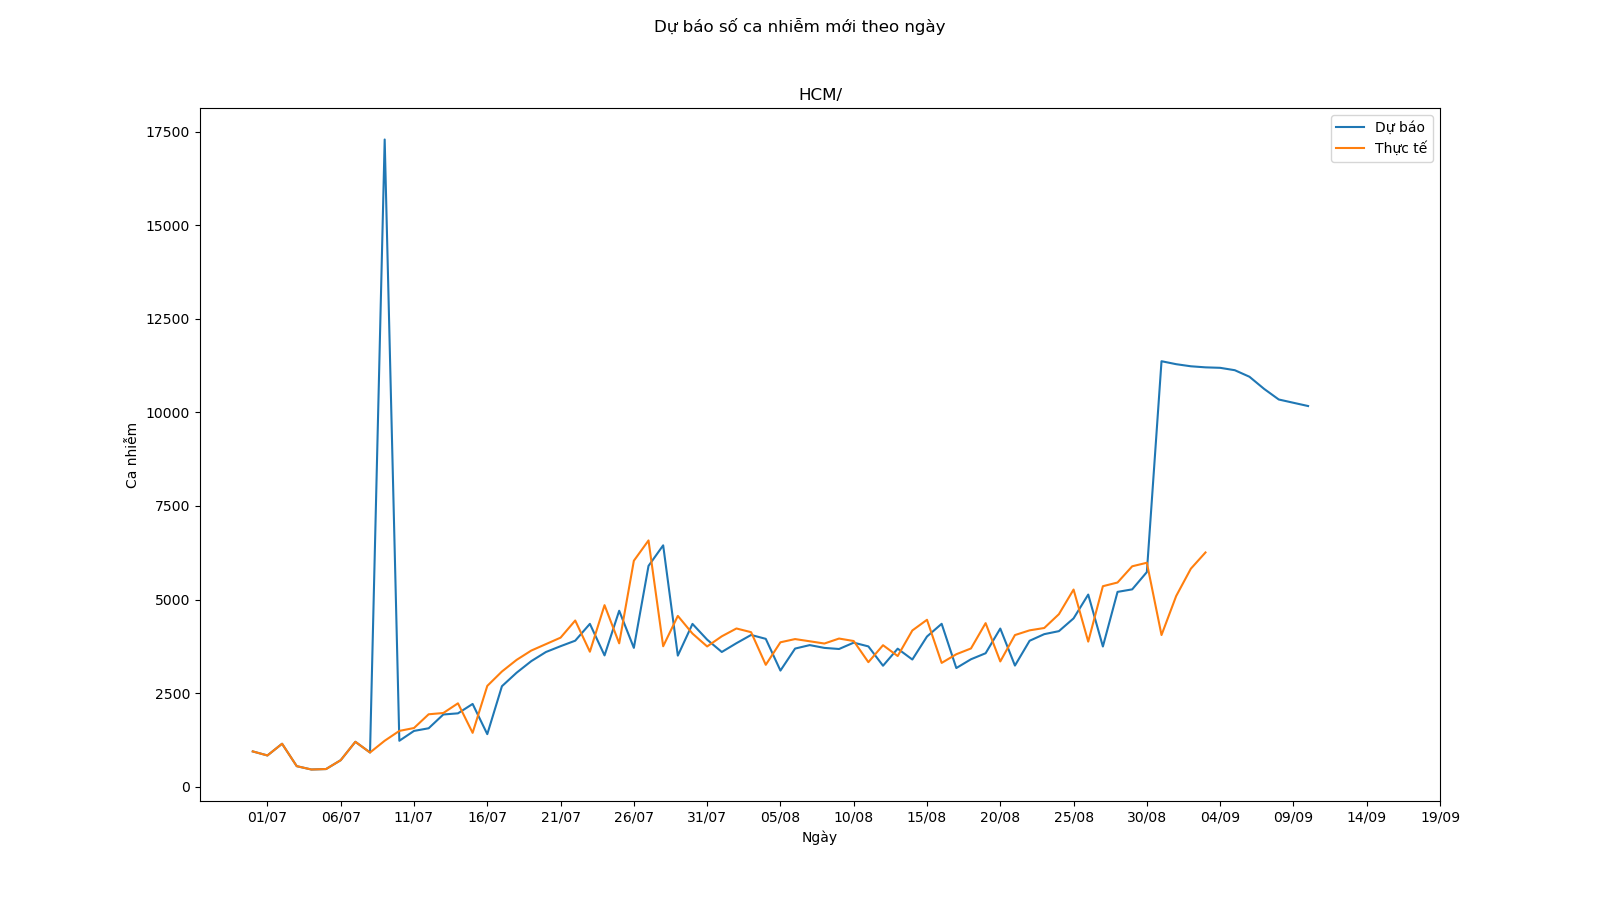 Dự báo số ca nhiễm mới theo ngày
HCM/
Dự báo
Thực tế
17500
15000
12500
10000
7500
5000
2500
0
Ca nhiễm
01/07 06/07 11/07 16/07 21/07 26/07 31/07 05/08 10/08 15/08 20/08 25/08 30/08 04/09 09/09 14/09 19/09
Ngày